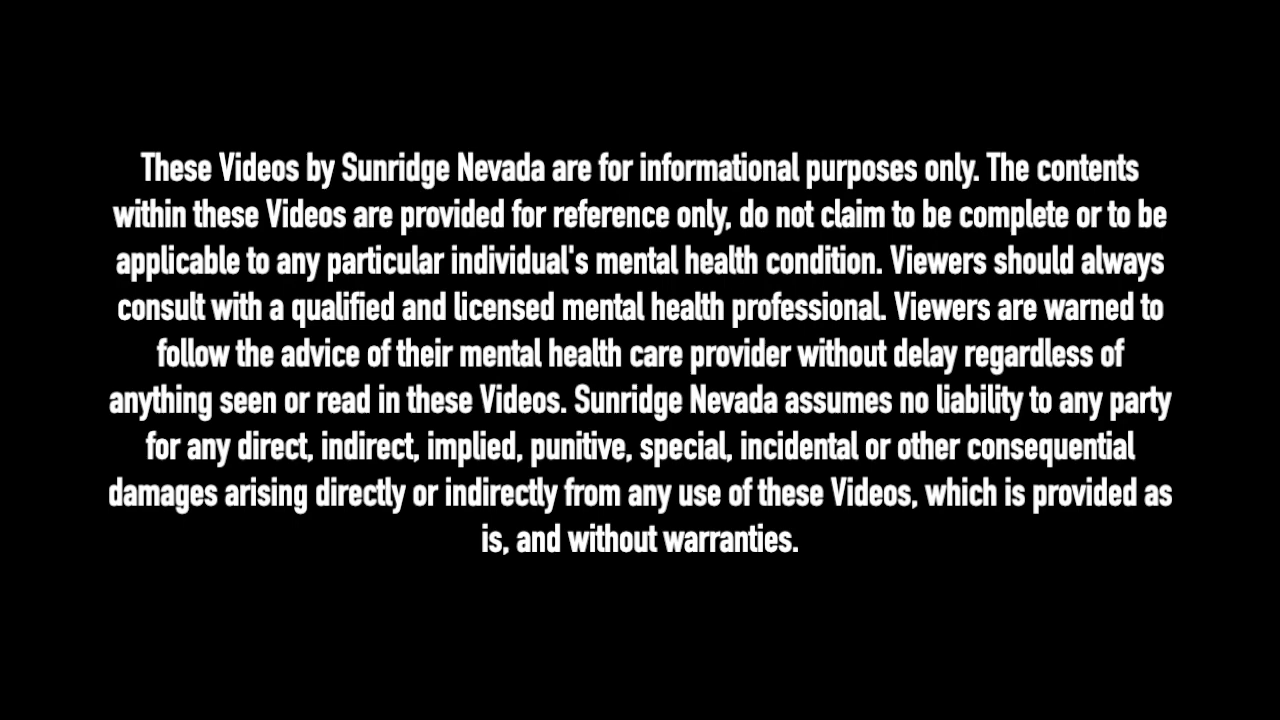 These Videos by Sunridge Nevada are for informational purposes only. The contents
within these Videos are provided for reference only, do not claim to be complete or to be
applicable to any particular individual's mental health condition. Viewers should always
consult with a qualified and licensed mental health professional. Viewers are warned to
follow the advice of their mental health care provider without delay regardless of
anything seen or read in these Videos. Sunridge Nevada assumes no liability to any party
for any direct, indirect, implied, punitive, special, incidental or other consequential
damages arising directly or indirectly from any use of these Videos, which is provided as
is, and without warranties.